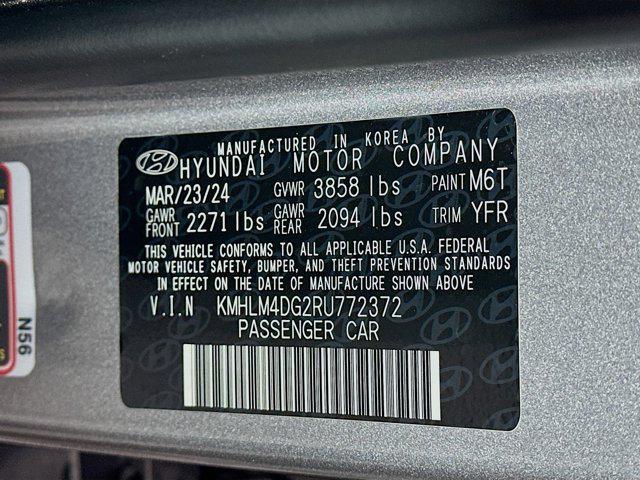 MANUFACTURED IN KOREA BY
HYUNDAI MOTOR COMPANY
MAR/23/24 GVWR 3858 lbs PAINT M6T
GAWR FRONT 2271 lbs GAWR REAR 2094 lbs TRIM YFR
THIS VEHICLE CONFORMS TO ALL APPLICABLE U.S.A. FEDERAL
MOTOR VEHICLE SAFETY, BUMPER, AND THEFT PREVENTION STANDARDS
IN EFFECT ON THE DATE OF MANUFACTURE SHOWN ABOVE
V.I.N KMHLM4DG2RU772372
PASSENGER CAR
N56